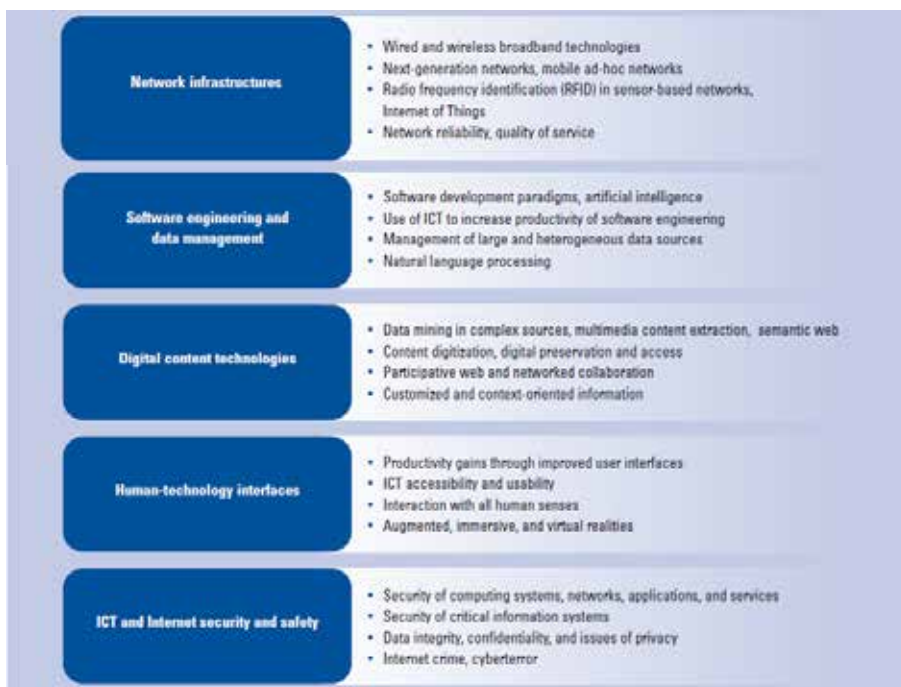 Network infrastructures
• Wired and wireless broadband technologies
• Next-generation networks, mobile ad-hoc networks
• Radio frequency identification (RFID) in sensor-based networks,
Internet of Things
• Network reliability, quality of service
Software engineering and
data management
• Software development paradigms, artificial intelligence
• Use of ICT to increase productivity of software engineering
• Management of large and heterogeneous data sources
• Natural language processing
Digital content technologies
• Data mining in complex sources, multimedia content extraction, semantic web
• Content digitization, digital preservation and access
• Participative web and networked collaboration
• Customized and context-oriented information
Human-technology interfaces
• Productivity gains through improved user interfaces
• ICT accessibility and usability
• Interaction with all human senses
• Augmented, immersive, and virtual realities
ICT and Internet security and safety
• Security of computing systems, networks, applications, and services
• Security of critical information systems
• Data integrity, confidentiality, and issues of privacy
• Internet crime, cyberterror